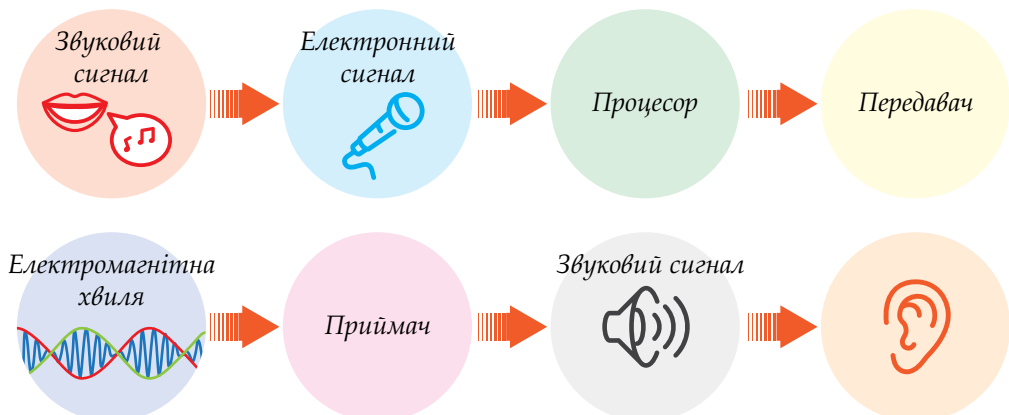 Звуковий
сигнал
Електронний
сигнал
Процесор
Передавач
Електромагнітна
хвиля
Приймач
Звуковий сигнал